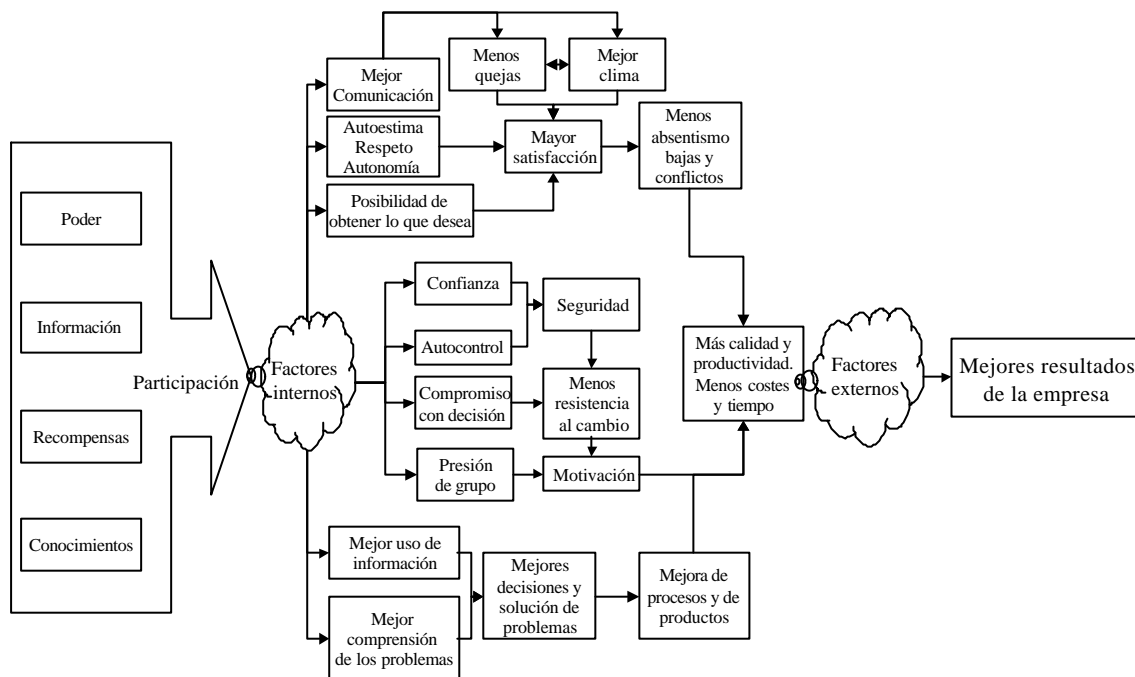 Menos
quejas
Mejor
clima
Mejor
Comunicación
Autoestima
Respeto
Autonomía
Mayor
satisfacción
Menos
absentismo
bajas y
conflictos
Posibilidad de
obtener lo que desea
Poder
Información
Recompensas
Conocimientos
Participación
Factores
internos
Confianza
Autocontrol
Seguridad
Compromiso
con decisión
Menos
resistencia
al cambio
Presión
de grupo
Motivación
Más calidad y
productividad.
Menos costes
y tiempo
Factores
externos
Mejores resultados
de la empresa
Mejor uso de
información
Mejor
comprensión
de los problemas
Mejores
decisiones y
solución de
problemas
Mejora de
procesos y de
productos